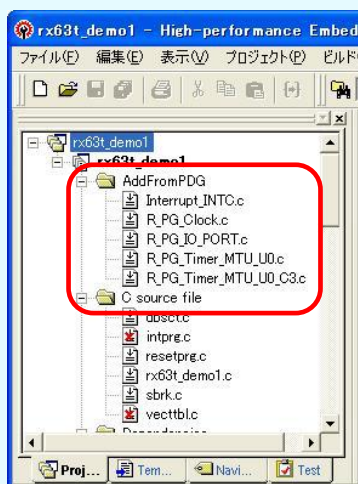 rx63t_demo1 - High-performance Embed
ファイル(F) 編集(E) 表示(V) プロジェクト(P) ビルド
rx63t_demo1
rx63t_demo1
AddFromPDG
Interrupt_INTC.c
R_PG_Clock.c
R_PG_IO_PORT.c
R_PG_Timer_MTU_U0.c
R_PG_Timer_MTU_U0_C3.c
C source file
dbsct.c
intprg.c
resetprg.c
rx63t_demo1.c
sbrk.c
vecttbl.c
Dependencies
Proj... Tem... Navi... Test